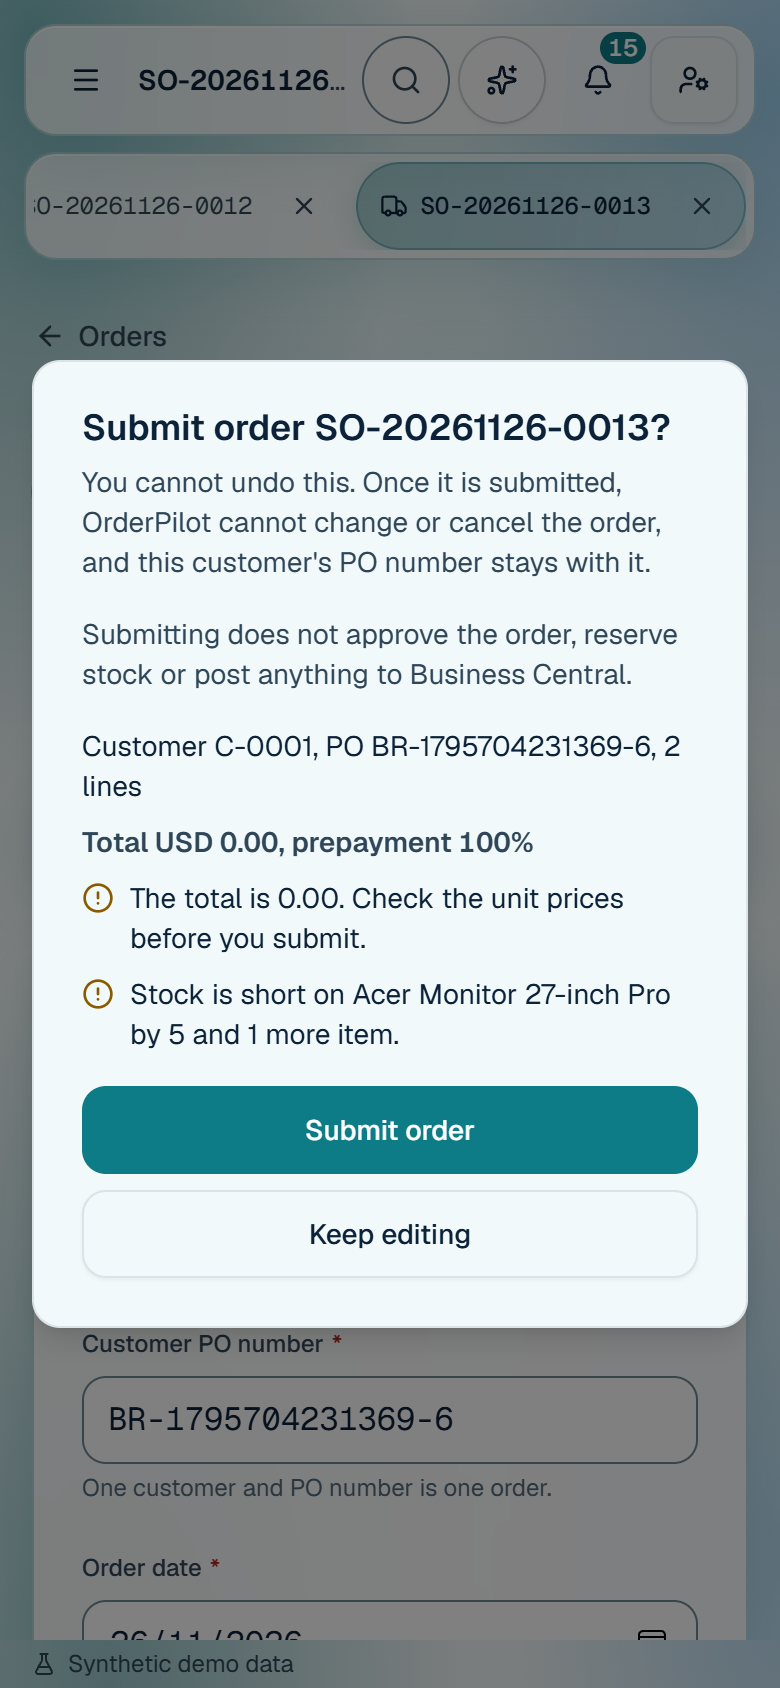 SO-20261126...
15
SO-20261126-0012
SO-20261126-0013
Orders
Submit order SO-20261126-0013?
You cannot undo this. Once it is submitted,
OrderPilot cannot change or cancel the order,
and this customer's PO number stays with it.
Submitting does not approve the order, reserve
stock or post anything to Business Central.
Customer C-0001, PO BR-1795704231369-6, 2
lines
Total USD 0.00, prepayment 100%
The total is 0.00. Check the unit prices
before you submit.
Stock is short on Acer Monitor 27-inch Pro
by 5 and 1 more item.
Submit order
Keep editing
Customer PO number *
BR-1795704231369-6
One customer and PO number is one order.
Order date *
26/11/2026
Synthetic demo data